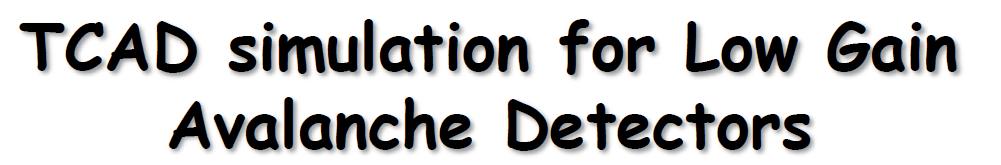 TCAD simulation for Low Gain
Avalanche Detectors